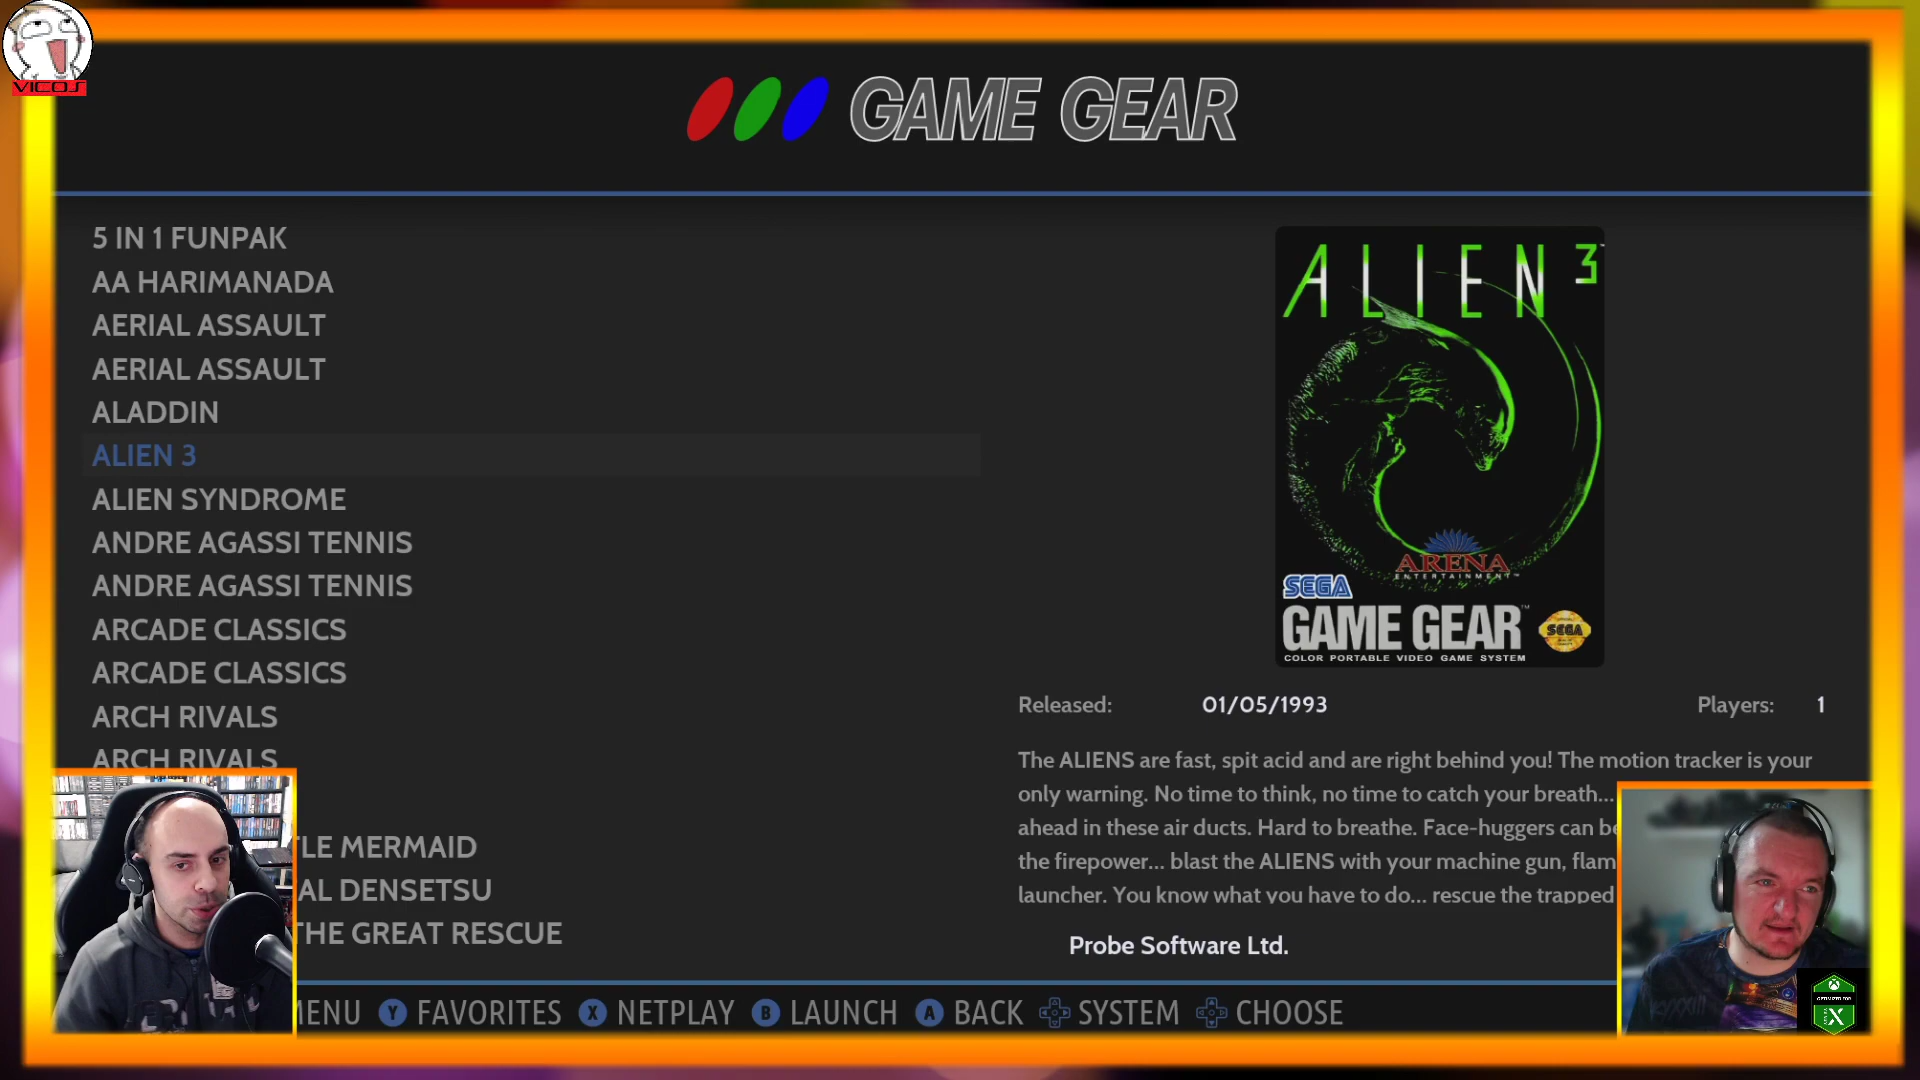 VICOS
GAME GEAR
5 IN 1 FUNPAK
AA HARIMANADA
AERIAL ASSAULT
AERIAL ASSAULT
ALADDIN
ALIEN 3
ALIEN SYNDROME
ANDRE AGASSI TENNIS
ANDRE AGASSI TENNIS
ARCADE CLASSICS
ARCADE CLASSICS
ARCH RIVALS
ARCH RIVALS
TLE MERMAID
AL DENSETSU
THE GREAT RESCUE
ALIEN 3
ARENA
ENTERTAINMENT™
SEGA
GAME GEAR™
SEGA
COLOR PORTABLE VIDEO GAME SYSTEM
Released: 01/05/1993 Players: 1
The ALIENS are fast, spit acid and are right behind you! The motion tracker is your
only warning. No time to think, no time to catch your breath...
ahead in these air ducts. Hard to breathe. Face-huggers can be
the firepower... blast the ALIENS with your machine gun, flam
launcher. You know what you have to do... rescue the trapped
Probe Software Ltd.
MENU Y FAVORITES X NETPLAY B LAUNCH A BACK SYSTEM CHOOSE
X